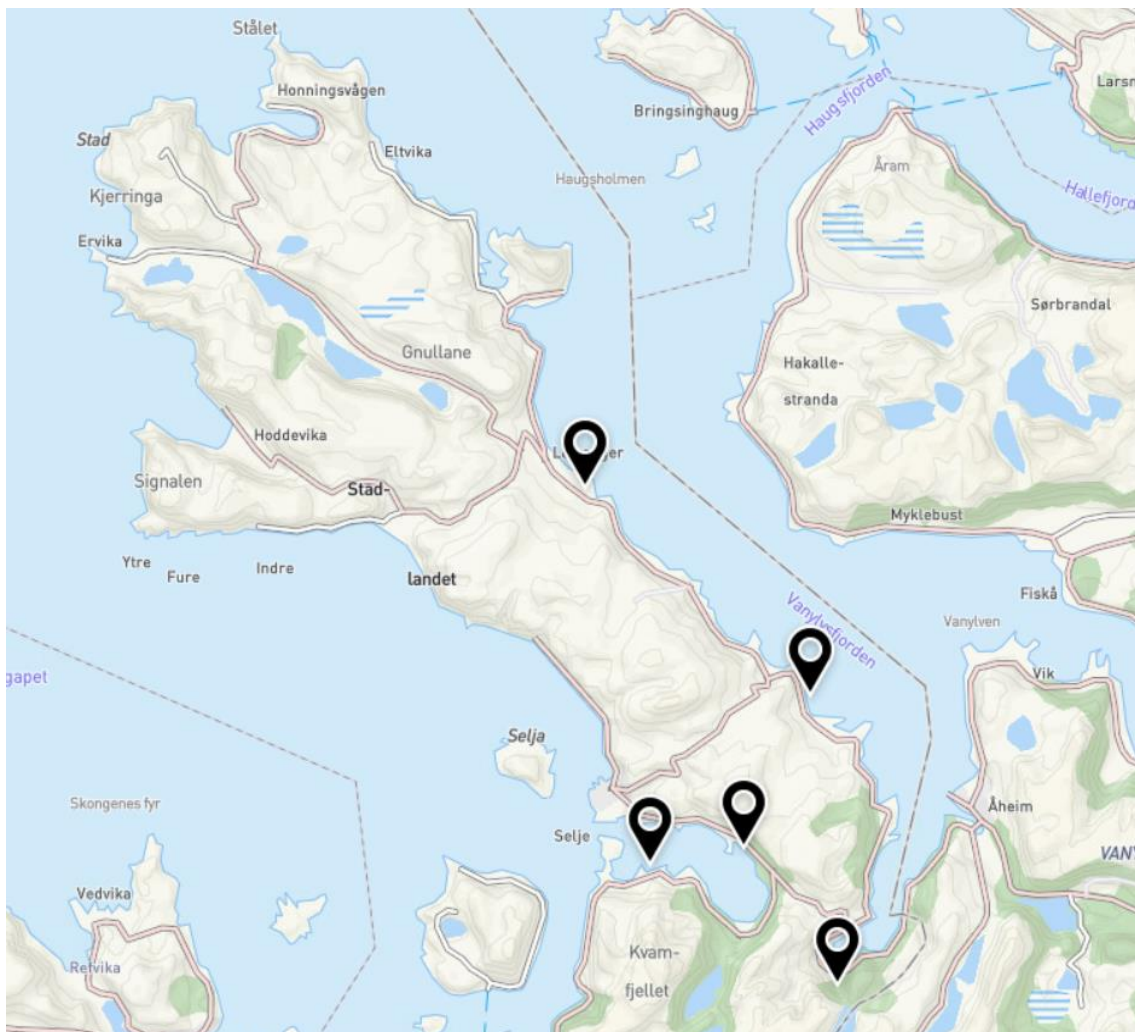 Stålet
Honningsvågen
Bringsinghaug
Haugsfjorden
Larsn
Stad
Eltvika
Haugsholmen
Åram
Hallefjord
Kjerringa
Ervika
Sørbrandal
Gnullane
Hakalle-
stranda
Hoddevika
Signalen
Stad-
Myklebust
Ytre
Fure
Indre
landet
Fiskå
Vanylvsfjorden
Vanylven
gapet
Vik
Selja
Skongenes fyr
Selje
Åheim
VANY
Vedvika
Refvika
Kvam-
fjellet